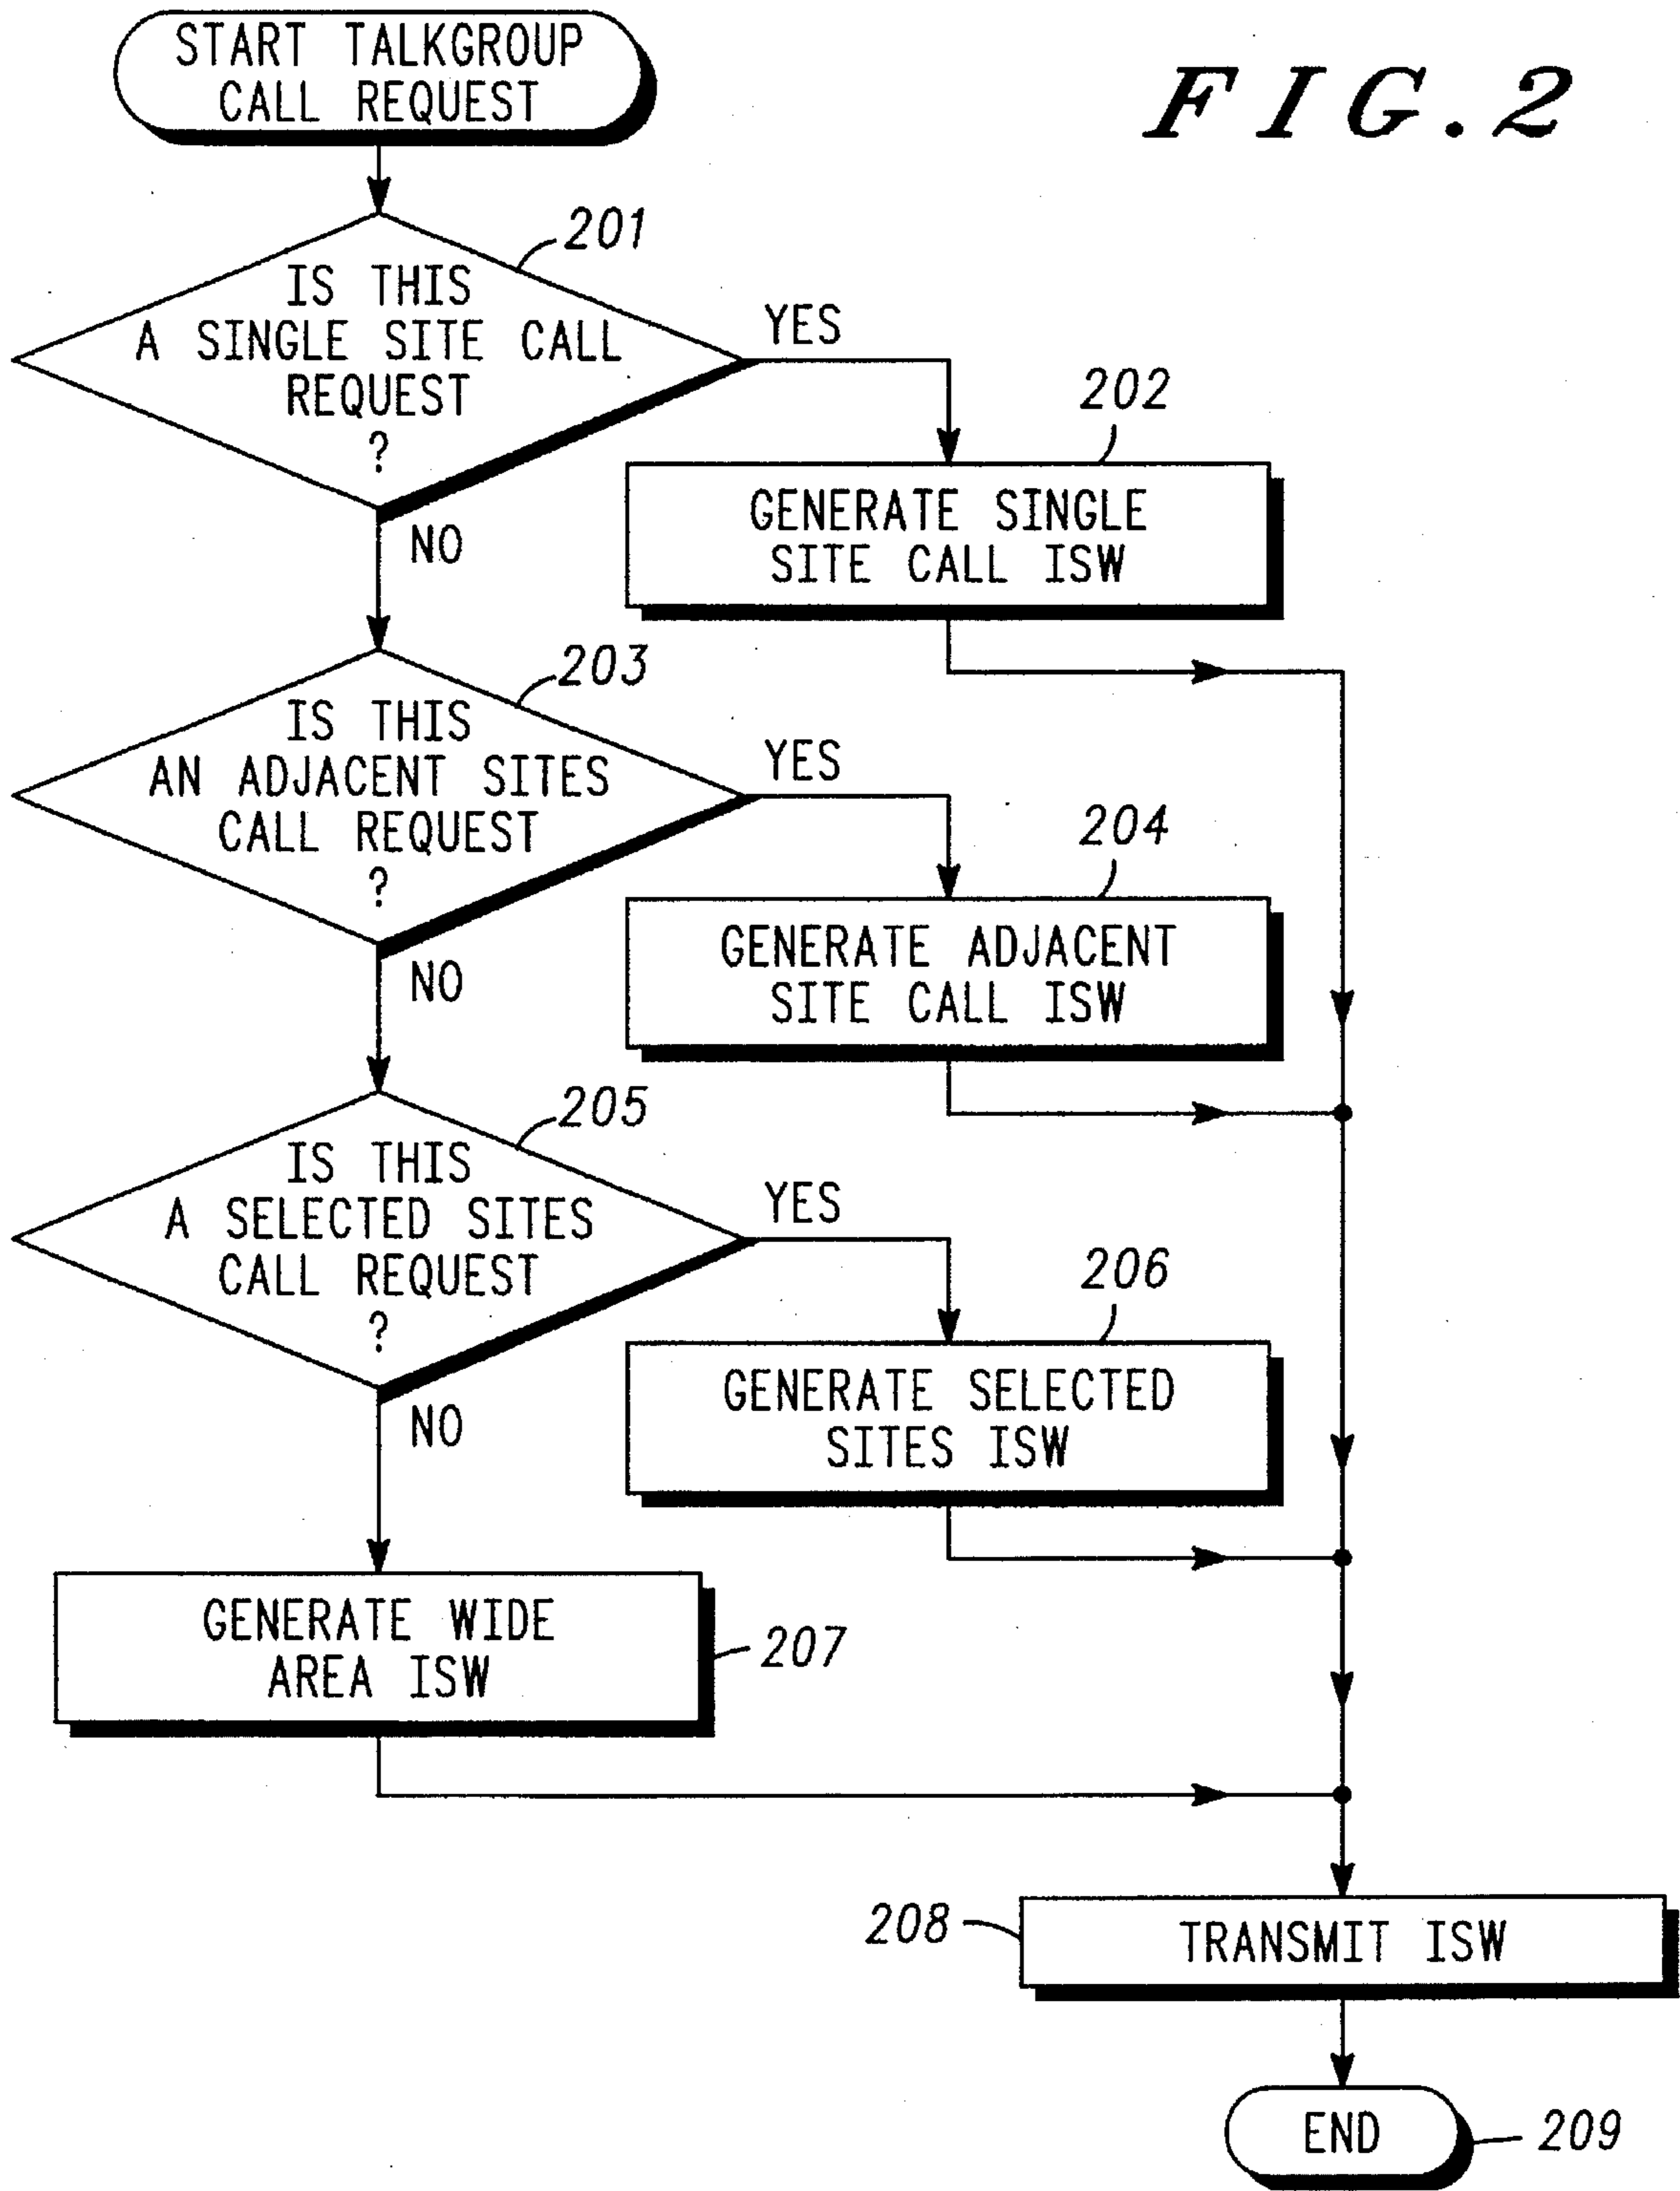 START TALKGROUP
CALL REQUEST
FIG.2
201
IS THIS
A SINGLE SITE CALL
REQUEST
?
YES
NO
202
GENERATE SINGLE
SITE CALL ISW
203
IS THIS
AN ADJACENT SITES
CALL REQUEST
?
YES
NO
204
GENERATE ADJACENT
SITE CALL ISW
205
IS THIS
A SELECTED SITES
CALL REQUEST
?
YES
NO
206
GENERATE SELECTED
SITES ISW
GENERATE WIDE
AREA ISW
207
208
TRANSMIT ISW
END
209